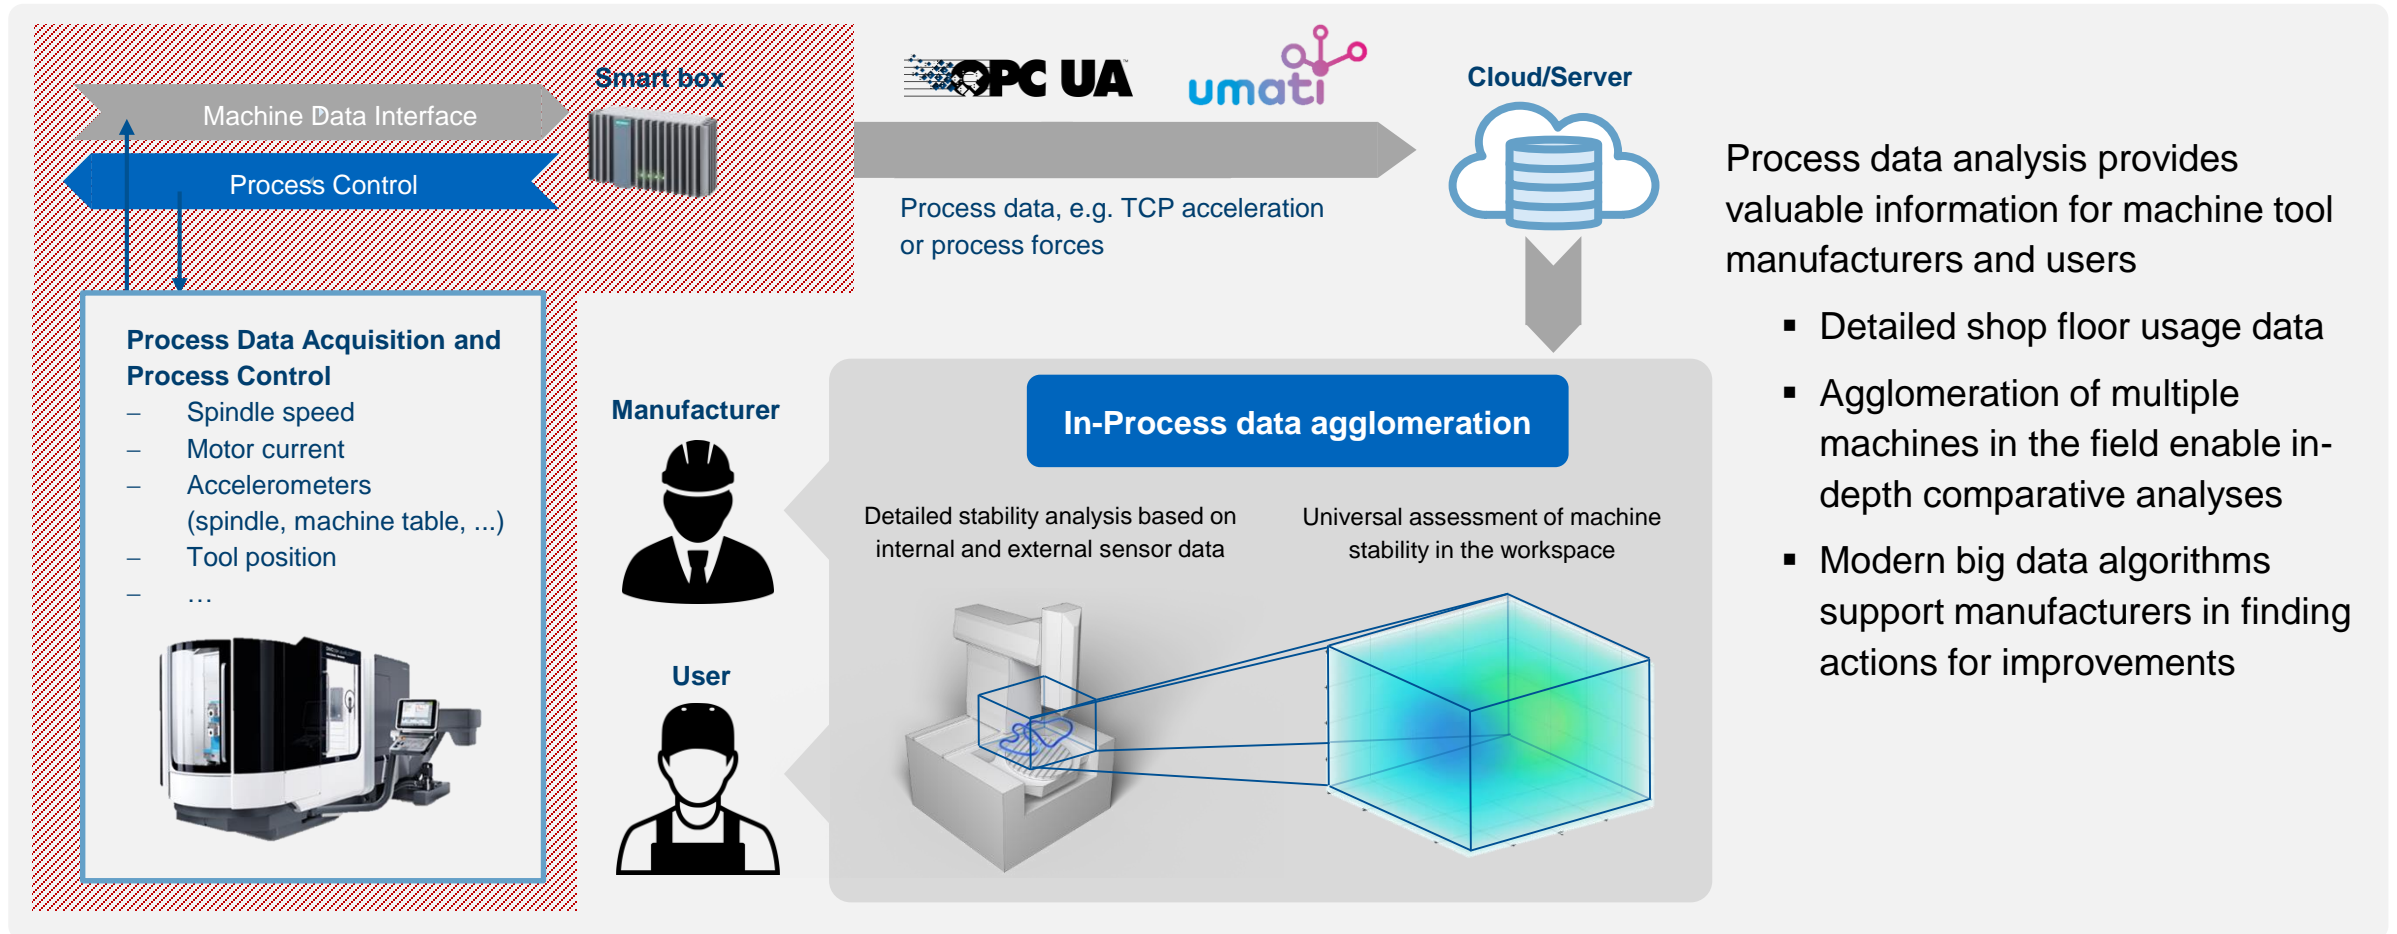 Smart box
Machine Data Interface
Process Control
OPC UA
umati
Process data, e.g. TCP acceleration
or process forces
Cloud/Server
Process Data Acquisition and
Process Control
– Spindle speed
– Motor current
– Accelerometers
(spindle, machine table, ...)
– Tool position
– …
Manufacturer
User
In-Process data agglomeration
Detailed stability analysis based on
internal and external sensor data
Universal assessment of machine
stability in the workspace
Process data analysis provides
valuable information for machine tool
manufacturers and users
▪ Detailed shop floor usage data
▪ Agglomeration of multiple
machines in the field enable in-
depth comparative analyses
▪ Modern big data algorithms
support manufacturers in finding
actions for improvements